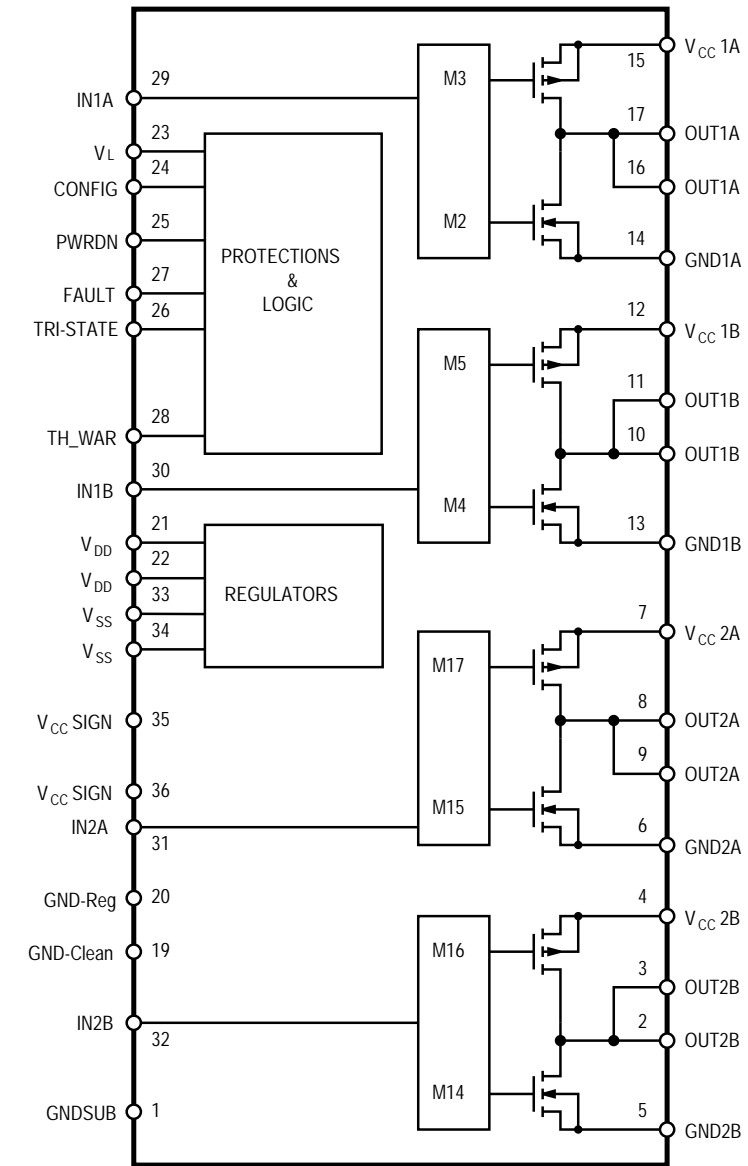 IN1A
29
VL
23
CONFIG
24
PWRDN
25
FAULT
27
TRI-STATE
26
TH_WAR
28
IN1B
30
VDD
21
VDD
22
VSS
33
VSS
34
VCC SIGN
35
VCC SIGN
36
IN2A
31
GND-Reg
20
GND-Clean
19
IN2B
32
GNDSUB
1
PROTECTIONS
&
LOGIC
REGULATORS
M3
M2
M5
M4
M17
M15
M16
M14
15
VCC 1A
17
OUT1A
16
OUT1A
14
GND1A
12
VCC 1B
11
OUT1B
10
OUT1B
13
GND1B
7
VCC 2A
8
OUT2A
9
OUT2A
6
GND2A
4
VCC 2B
3
OUT2B
2
OUT2B
5
GND2B